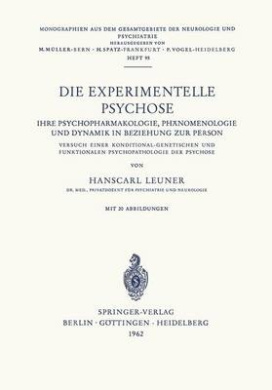 MONOGRAPHIEN AUS DEM GESAMTGEBIETE DER NEUROLOGIE UND
PSYCHIATRIE
HERAUSGEGEBEN VON
M. MÜLLER-BERN · H. SPATZ-FRANKFURT · P. VOGEL-HEIDELBERG
HEFT 95
DIE EXPERIMENTELLE
PSYCHOSE
IHRE PSYCHOPHARMAKOLOGIE, PHÄNOMENOLOGIE
UND DYNAMIK IN BEZIEHUNG ZUR PERSON
VERSUCH EINER KONDITIONAL-GENETISCHEN UND
FUNKTIONALEN PSYCHOPATHOLOGIE DER PSYCHOSE
VON
HANSCARL LEUNER
DR. MED., PRIVATDOZENT FÜR PSYCHIATRIE UND NEUROLOGIE
MIT 20 ABBILDUNGEN
SPRINGER-VERLAG
BERLIN · GÖTTINGEN · HEIDELBERG
1962